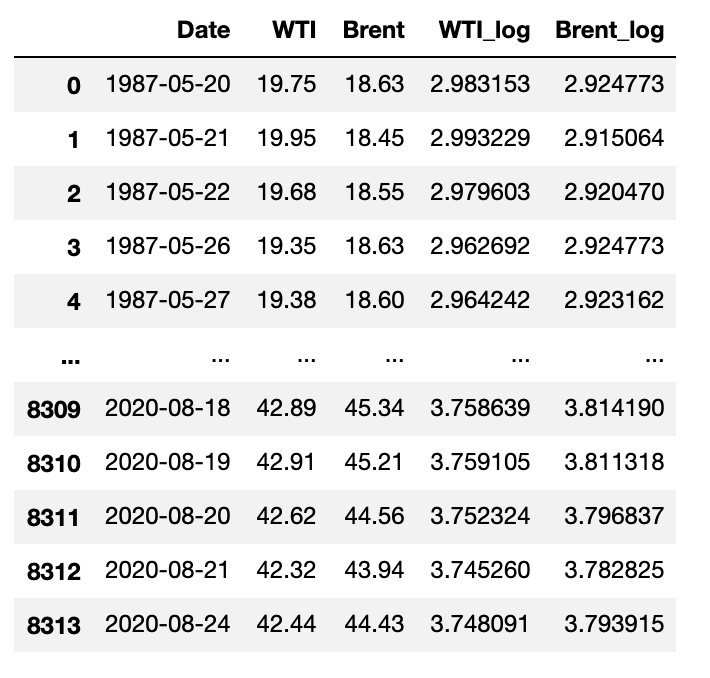 Date WTI Brent WTI_log Brent_log
0 1987-05-20 19.75 18.63 2.983153 2.924773
1 1987-05-21 19.95 18.45 2.993229 2.915064
2 1987-05-22 19.68 18.55 2.979603 2.920470
3 1987-05-26 19.35 18.63 2.962692 2.924773
4 1987-05-27 19.38 18.60 2.964242 2.923162
... ... ... ... ... ...
8309 2020-08-18 42.89 45.34 3.758639 3.814190
8310 2020-08-19 42.91 45.21 3.759105 3.811318
8311 2020-08-20 42.62 44.56 3.752324 3.796837
8312 2020-08-21 42.32 43.94 3.745260 3.782825
8313 2020-08-24 42.44 44.43 3.748091 3.793915